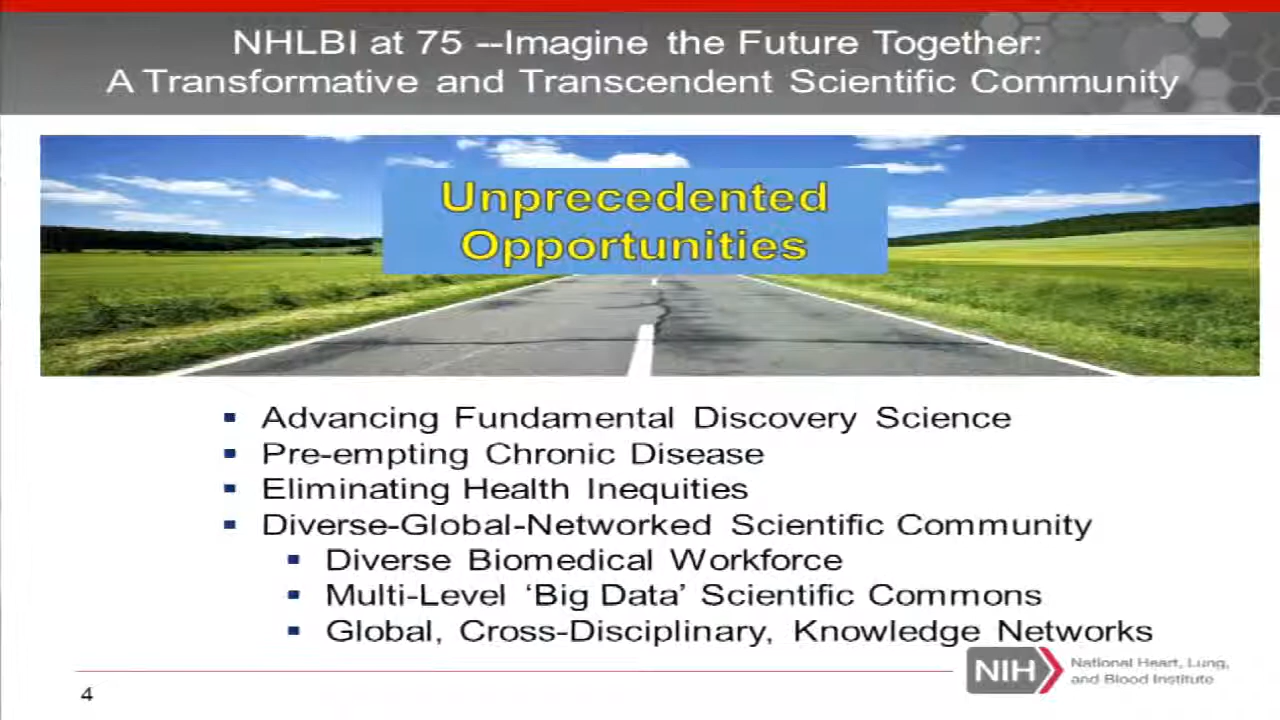 NHLBI at 75 --Imagine the Future Together:
A Transformative and Transcendent Scientific Community
Unprecedented
Opportunities
Advancing Fundamental Discovery Science
Pre-empting Chronic Disease
Eliminating Health Inequities
Diverse-Global-Networked Scientific Community
Diverse Biomedical Workforce
Multi-Level ‘Big Data’ Scientific Commons
Global, Cross-Disciplinary, Knowledge Networks
NIH
National Heart, Lung,
and Blood Institute
4